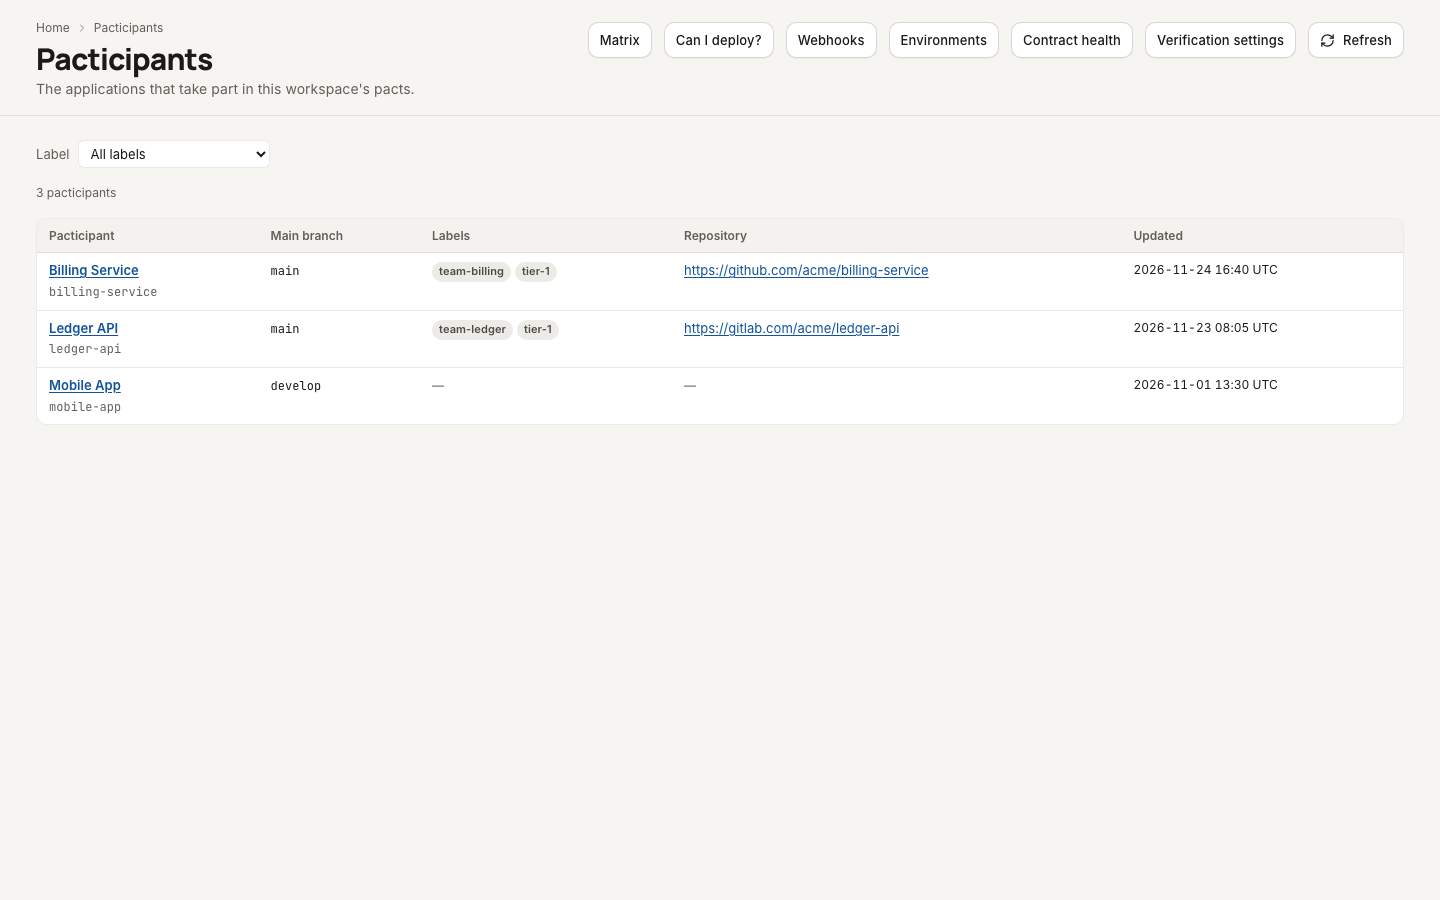 Home > Pacticipants
Pacticipants
The applications that take part in this workspace's pacts.
Matrix
Can I deploy?
Webhooks
Environments
Contract health
Verification settings
Refresh
Label All labels
3 pacticipants
Pacticipant Main branch Labels Repository Updated
Billing Service main team-billing tier-1 https://github.com/acme/billing-service 2026-11-24 16:40 UTC
billing-service
Ledger API main team-ledger tier-1 https://gitlab.com/acme/ledger-api 2026-11-23 08:05 UTC
ledger-api
Mobile App develop — — 2026-11-01 13:30 UTC
mobile-app